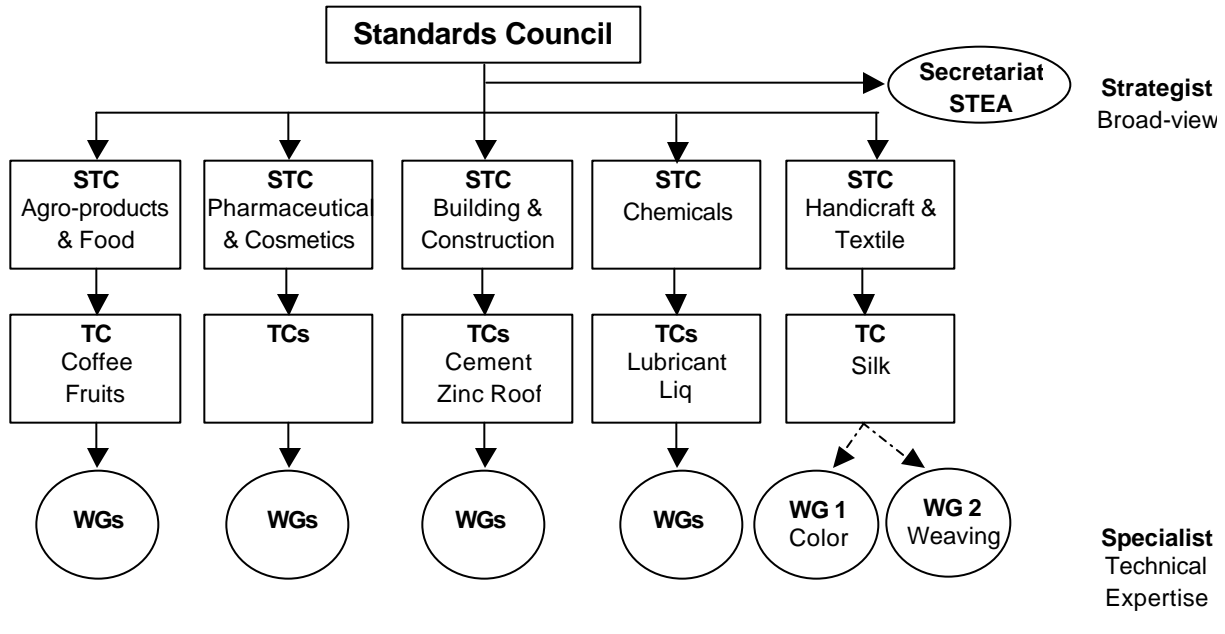 Standards Council
Secretariat
STEA
Strategist
Broad-view
STC
Agro-products
& Food
STC
Pharmaceutical
& Cosmetics
STC
Building &
Construction
STC
Chemicals
STC
Handicraft &
Textile
TC
Coffee
Fruits
TCs
TCs
Cement
Zinc Roof
TCs
Lubricant
Liq
TC
Silk
WGs
WGs
WGs
WGs
WG 1
Color
WG 2
Weaving
Specialist
Technical
Expertise